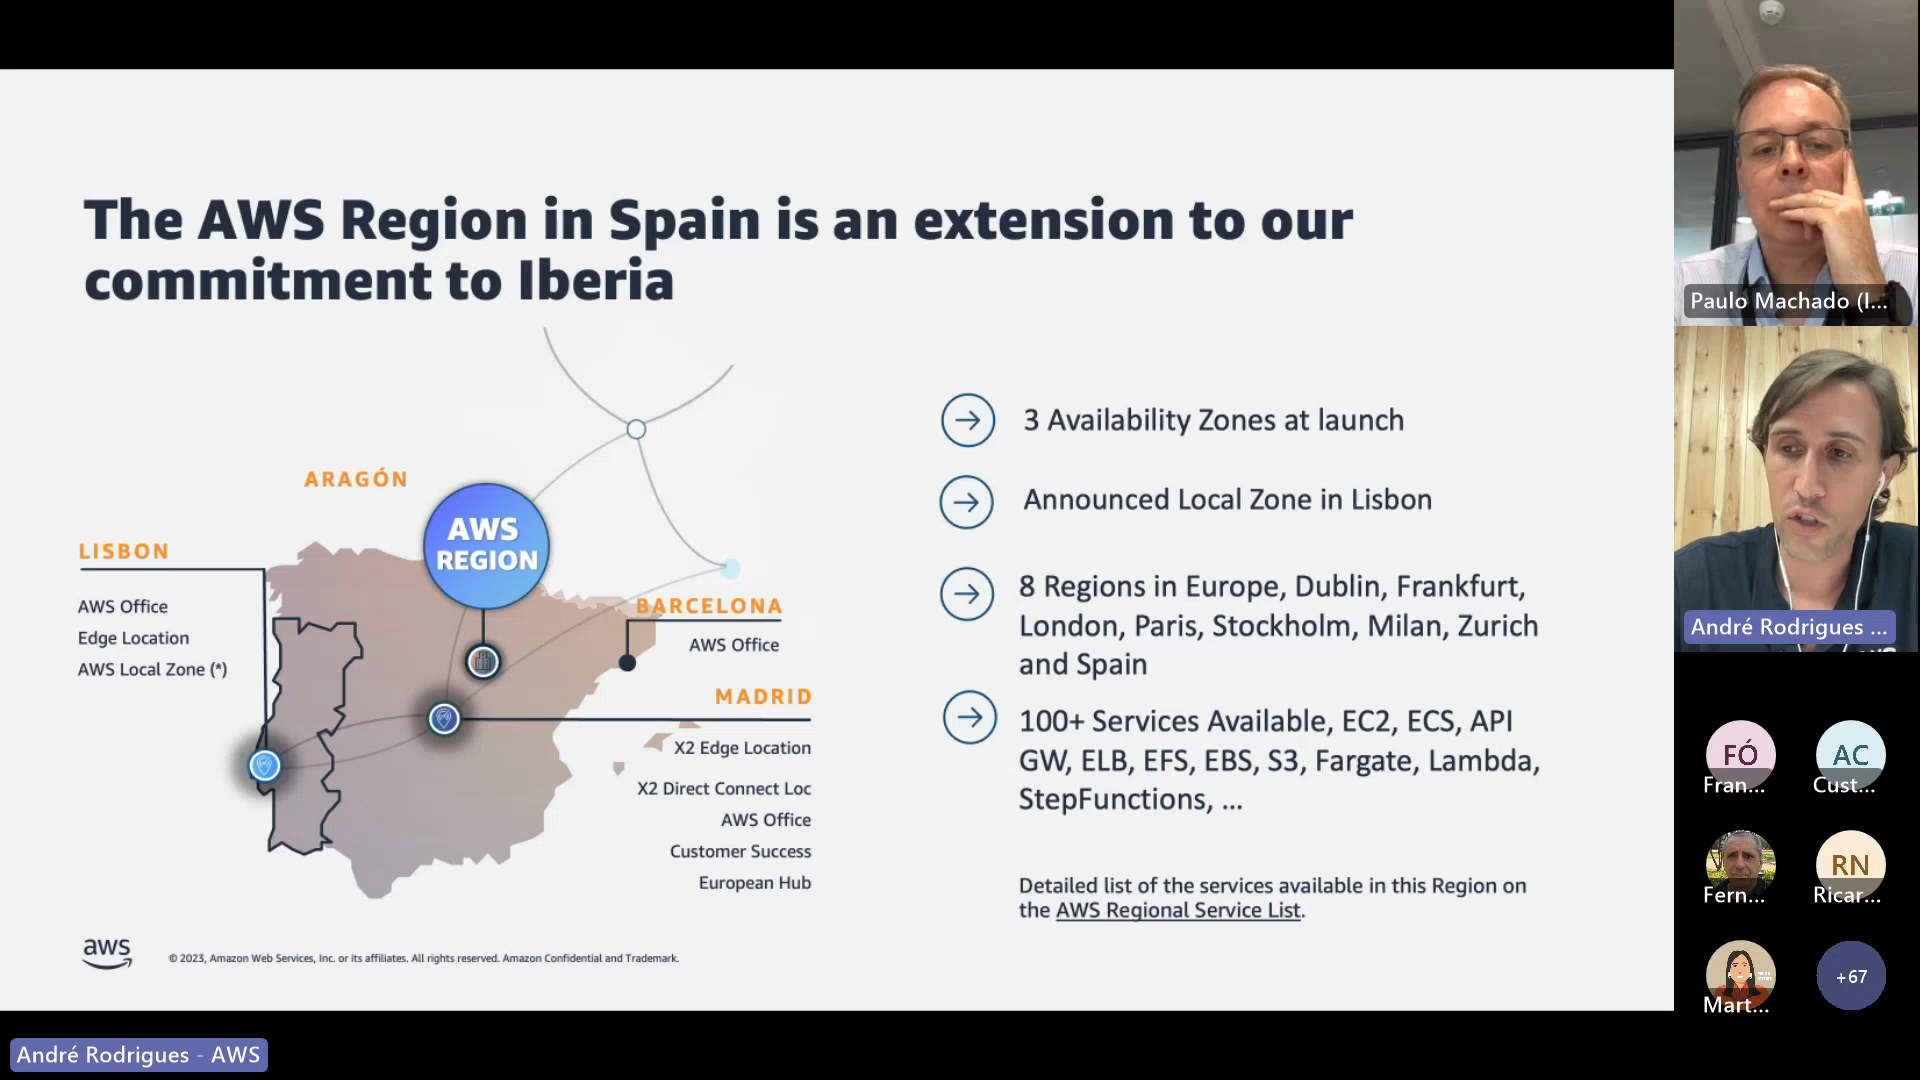 The AWS Region in Spain is an extension to our
commitment to Iberia
ARAGÓN
AWS
REGION
LISBON
AWS Office
Edge Location
AWS Local Zone (*)
BARCELONA
AWS Office
MADRID
X2 Edge Location
X2 Direct Connect Loc
AWS Office
Customer Success
European Hub
3 Availability Zones at launch
Announced Local Zone in Lisbon
8 Regions in Europe, Dublin, Frankfurt,
London, Paris, Stockholm, Milan, Zurich
and Spain
100+ Services Available, EC2, ECS, API
GW, ELB, EFS, EBS, S3, Fargate, Lambda,
StepFunctions, ...
Detailed list of the services available in this Region on
the AWS Regional Service List.
aws
© 2023, Amazon Web Services, Inc. or its affiliates. All rights reserved. Amazon Confidential and Trademark.
André Rodrigues - AWS
Paulo Machado (I...
André Rodrigues ...
FÓ
Fran...
AC
Cust...
Fern...
RN
Ricar...
Mart...
+67